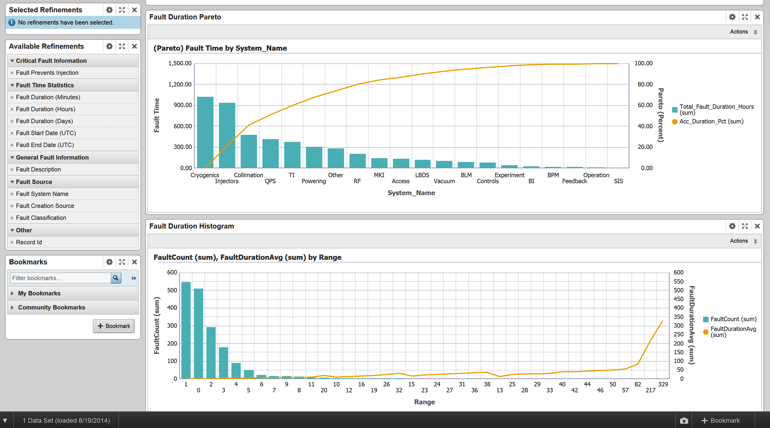 Selected Refinements
No refinements have been selected.
Available Refinements
Critical Fault Information
Fault Prevents Injection
Fault Time Statistics
Fault Duration (Minutes)
Fault Duration (Hours)
Fault Duration (Days)
Fault Start Date (UTC)
Fault End Date (UTC)
General Fault Information
Fault Description
Fault Source
Fault System Name
Fault Creation Source
Fault Classification
Other
Record Id
Bookmarks
Filter bookmarks...
My Bookmarks
Community Bookmarks
+ Bookmark
Fault Duration Pareto
Actions
(Pareto) Fault Time by System_Name
1,500.00
1,200.00
900.00
600.00
300.00
0.00
Fault Time
100.00
80.00
60.00
40.00
20.00
0.00
Pareto (Percent)
Total_Fault_Duration_Hours
(sum)
Acc_Duration_Pct (sum)
Cryogenics Collimation TI Other MKI LBDS BLM Experiment BPM Operation
Injectors QPS Powering RF Access Vacuum Controls BI Feedback SIS
System_Name
Fault Duration Histogram
Actions
FaultCount (sum), FaultDurationAvg (sum) by Range
600
500
400
300
200
100
0
FaultCount (sum)
600
550
500
450
400
350
300
250
200
150
100
50
0
FaultDurationAvg (sum)
FaultCount (sum)
FaultDurationAvg
(sum)
1 2 4 6 9 11 10 16 26 15 24 31 38 25 29 40 44 50 82 329
0 3 5 7 8 20 12 19 32 23 27 36 13 28 33 42 46 57 217
Range
1 Data Set (loaded 8/19/2014)
+ Bookmark